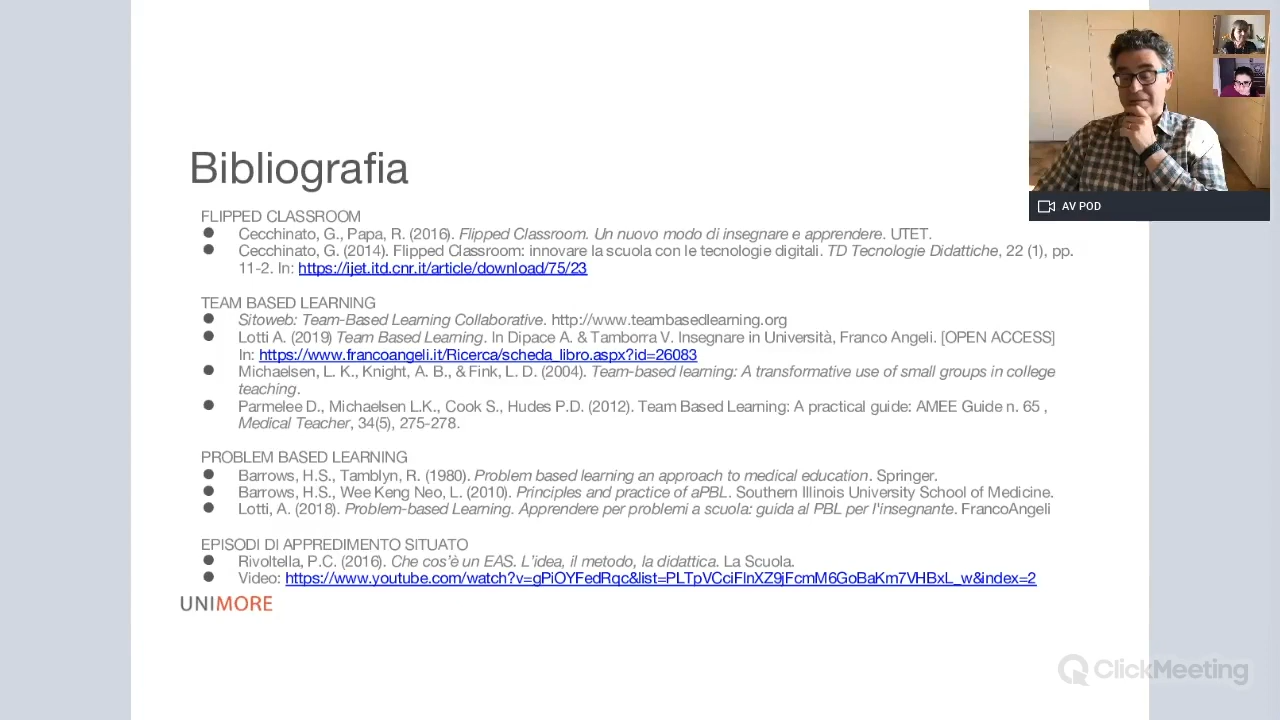 Bibliografia
FLIPPED CLASSROOM
Cecchinato, G., Papa, R. (2016). Flipped Classroom. Un nuovo modo di insegnare e apprendere. UTET.
Cecchinato, G. (2014). Flipped Classroom: innovare la scuola con le tecnologie digitali. TD Tecnologie Didattiche, 22 (1), pp.
11-2. In: https://ijet.itd.cnr.it/article/download/75/23
TEAM BASED LEARNING
Sitoweb: Team-Based Learning Collaborative. http://www.teambasedlearning.org
Lotti A. (2019) Team Based Learning. In Dipace A. & Tamborra V. Insegnare in Università, Franco Angeli. [OPEN ACCESS]
In: https://www.francoangeli.it/Ricerca/scheda_libro.aspx?id=26083
Michaelsen, L. K., Knight, A. B., & Fink, L. D. (2004). Team-based learning: A transformative use of small groups in college
teaching.
Parmelee D., Michaelsen L.K., Cook S., Hudes P.D. (2012). Team Based Learning: A practical guide: AMEE Guide n. 65 ,
Medical Teacher, 34(5), 275-278.
PROBLEM BASED LEARNING
Barrows, H.S., Tamblyn, R. (1980). Problem based learning an approach to medical education. Springer.
Barrows, H.S., Wee Keng Neo, L. (2010). Principles and practice of aPBL. Southern Illinois University School of Medicine.
Lotti, A. (2018). Problem-based Learning. Apprendere per problemi a scuola: guida al PBL per l'insegnante. FrancoAngeli
EPISODI DI APPREDIMENTO SITUATO
Rivoltella, P.C. (2016). Che cos'è un EAS. L'idea, il metodo, la didattica. La Scuola.
Video: https://www.youtube.com/watch?v=gPiOYFedRqc&list=PLTpVCciFlnXZ9jFcmM6GoBaKm7VHBxL_w&index=2
UNIMORE
AV POD
ClickMeeting